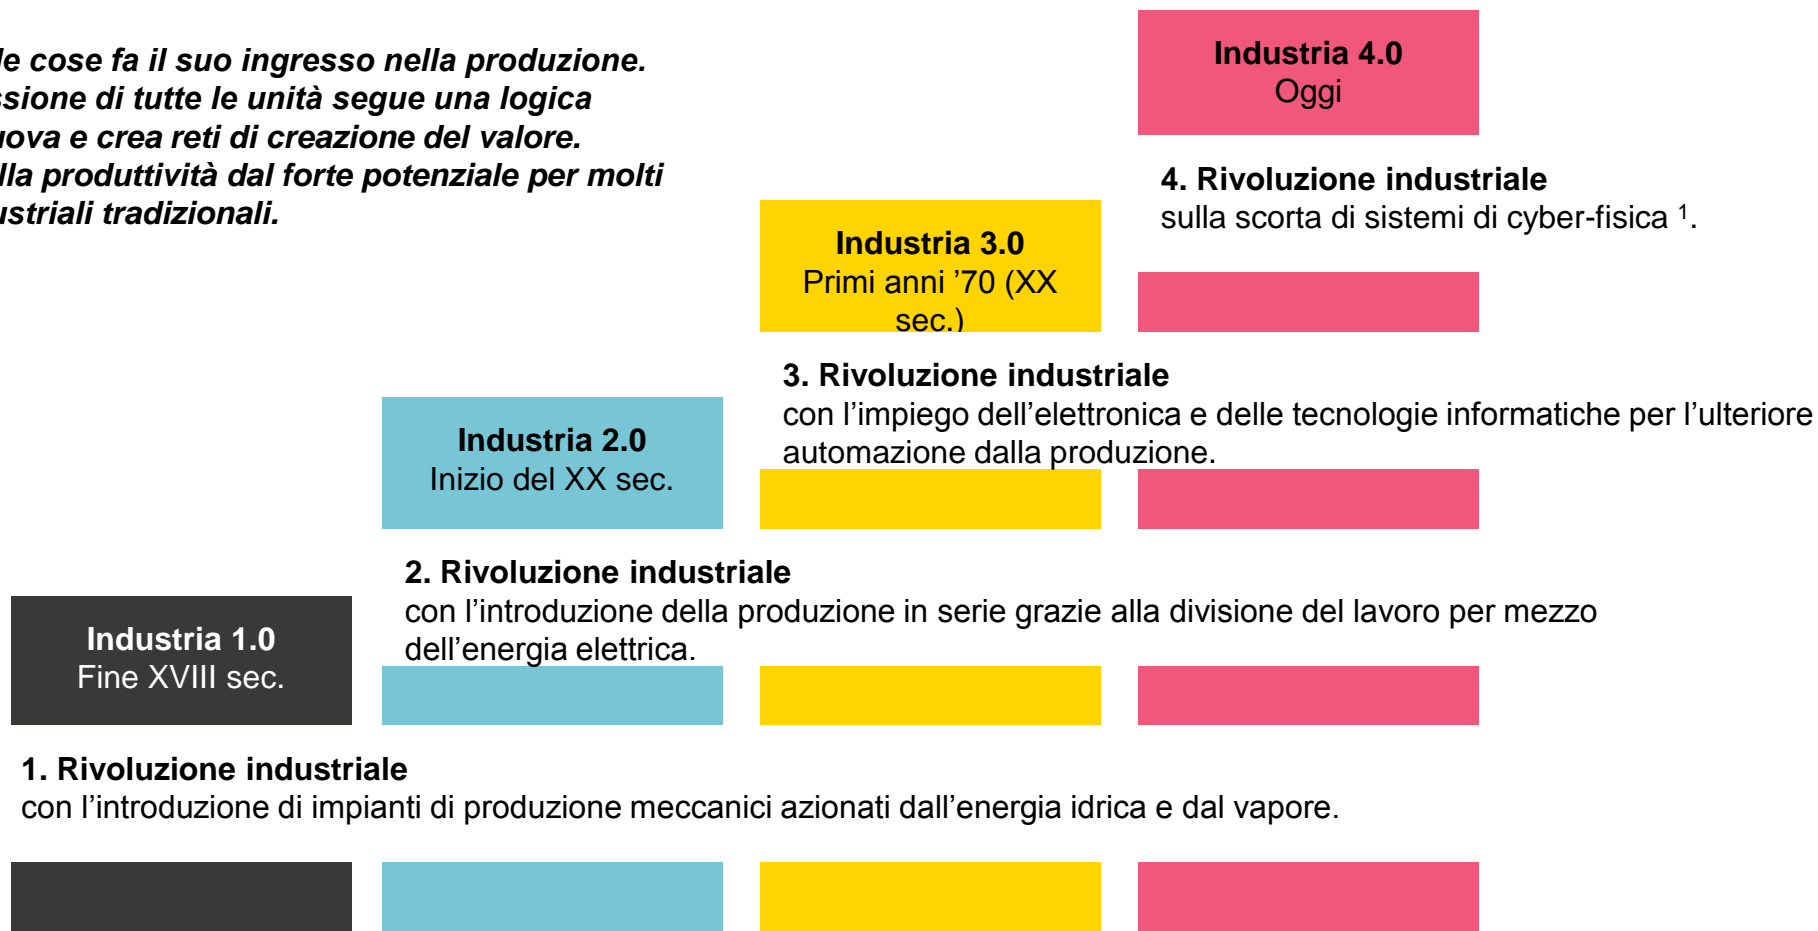 le cose fa il suo ingresso nella produzione.
ssione di tutte le unità segue una logica
uova e crea reti di creazione del valore.
lla produttività dal forte potenziale per molti
ustriali tradizionali.
Industria 4.0
Oggi
4. Rivoluzione industriale
sulla scorta di sistemi di cyber-fisica ¹.
Industria 3.0
Primi anni ’70 (XX
sec.)
3. Rivoluzione industriale
con l’impiego dell’elettronica e delle tecnologie informatiche per l’ulteriore
automazione dalla produzione.
Industria 2.0
Inizio del XX sec.
2. Rivoluzione industriale
con l’introduzione della produzione in serie grazie alla divisione del lavoro per mezzo
dell’energia elettrica.
Industria 1.0
Fine XVIII sec.
1. Rivoluzione industriale
con l’introduzione di impianti di produzione meccanici azionati dall’energia idrica e dal vapore.